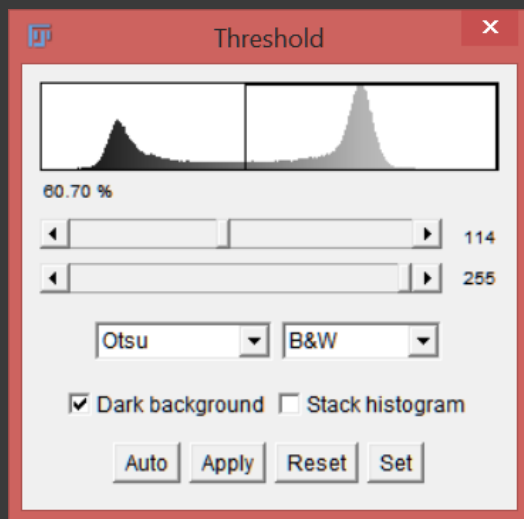 Threshold
60.70 %
114
255
Otsu B&W
Dark background Stack histogram
Auto Apply Reset Set